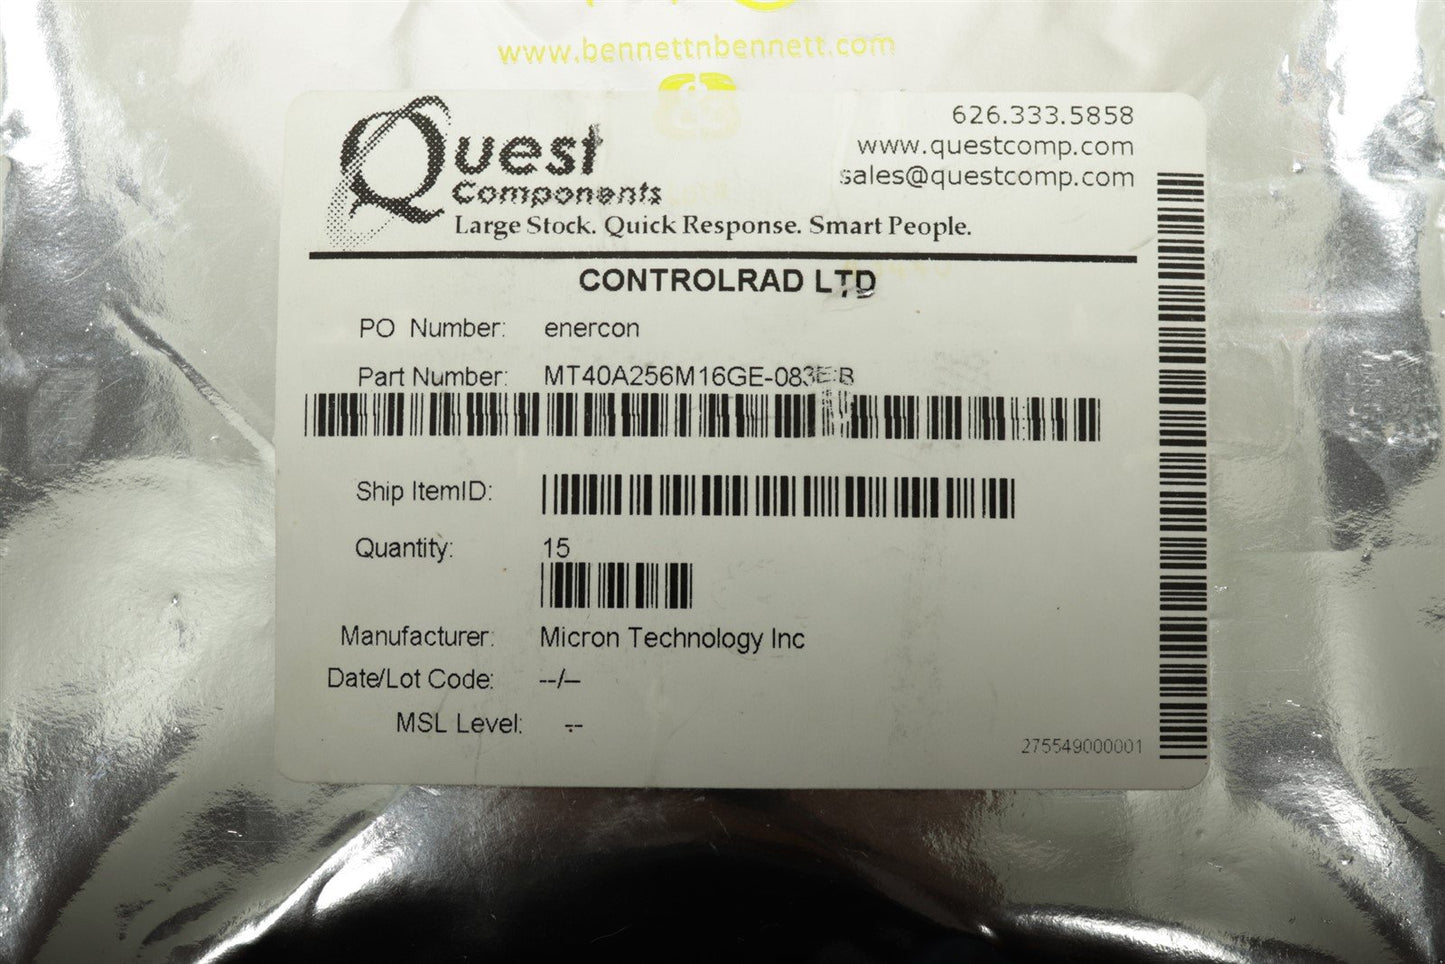 www.bennettnbennett.com
Quest
Components
Large Stock. Quick Response. Smart People.
626.333.5858
www.questcomp.com
sales@questcomp.com
CONTROLRAD LTD
PO Number: enercon
Part Number: MT40A256M16GE-083E:B
Ship ItemID:
Quantity: 15
Manufacturer: Micron Technology Inc
Date/Lot Code: --/--
MSL Level: --
275549000001